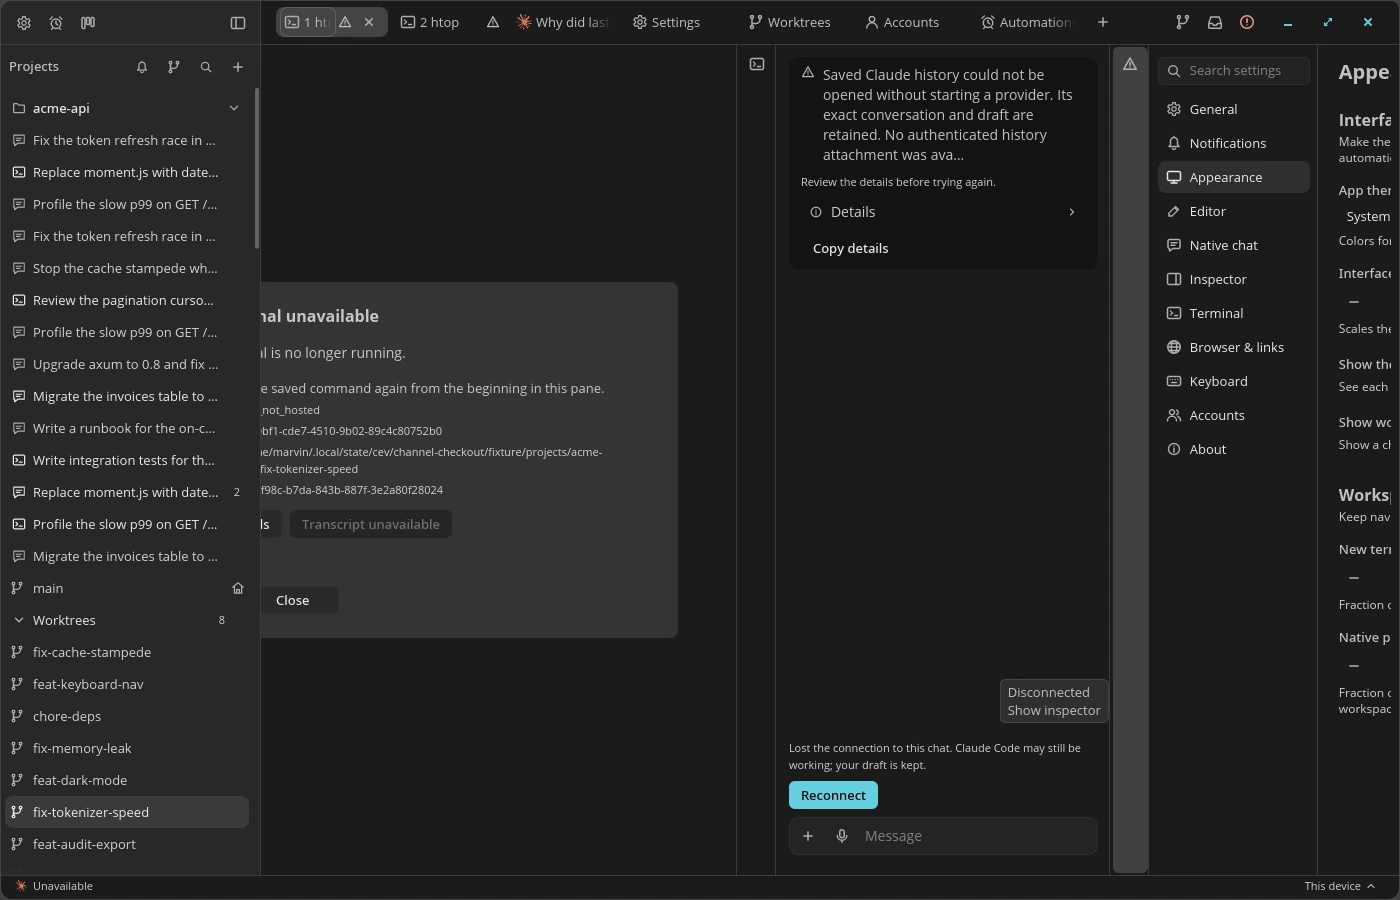 1 ht
2 htop
Why did last
Settings
Worktrees
Accounts
Automation
Projects
acme-api
Fix the token refresh race in ...
Replace moment.js with date...
Profile the slow p99 on GET /...
Fix the token refresh race in ...
Stop the cache stampede wh...
Review the pagination curso...
Profile the slow p99 on GET /...
Upgrade axum to 0.8 and fix ...
Migrate the invoices table to ...
Write a runbook for the on-c...
Write integration tests for th...
Replace moment.js with date...
2
Profile the slow p99 on GET /...
Migrate the invoices table to ...
main
Worktrees
8
fix-cache-stampede
feat-keyboard-nav
chore-deps
fix-memory-leak
feat-dark-mode
fix-tokenizer-speed
feat-audit-export
nal unavailable
al is no longer running.
e saved command again from the beginning in this pane.
_not_hosted
bf1-cde7-4510-9b02-89c4c80752b0
ne/marvin/.local/state/cev/channel-checkout/fixture/projects/acme-
fix-tokenizer-speed
f98c-b7da-843b-887f-3e2a80f28024
ls
Transcript unavailable
Close
Saved Claude history could not be
opened without starting a provider. Its
exact conversation and draft are
retained. No authenticated history
attachment was ava...
Review the details before trying again.
Details
Copy details
Disconnected
Show inspector
Lost the connection to this chat. Claude Code may still be
working; your draft is kept.
Reconnect
Message
Search settings
General
Notifications
Appearance
Editor
Native chat
Inspector
Terminal
Browser & links
Keyboard
Accounts
About
Appe
Interfa
Make the
automatic
App ther
System
Colors for
Interface
Scales the
Show the
See each
Show wo
Show a ch
Worksp
Keep nav
New terr
Fraction o
Native p
Fraction o
workspac
Unavailable
This device